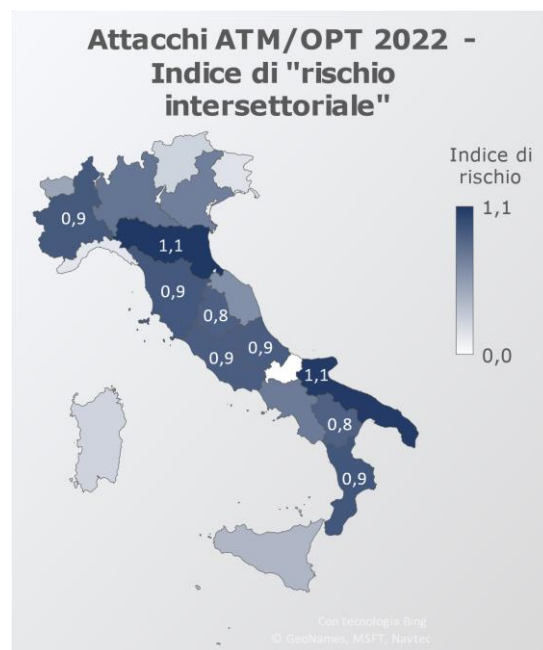 Attacchi ATM/OPT 2022 -
Indice di "rischio
intersettoriale"
Indice di
rischio
1,1
0,0
0,9
1,1
0,9
0,8
0,9
0,9
1,1
0,8
0,9
Con tecnologia Bing
© GeoNames, MSFT, Navteq